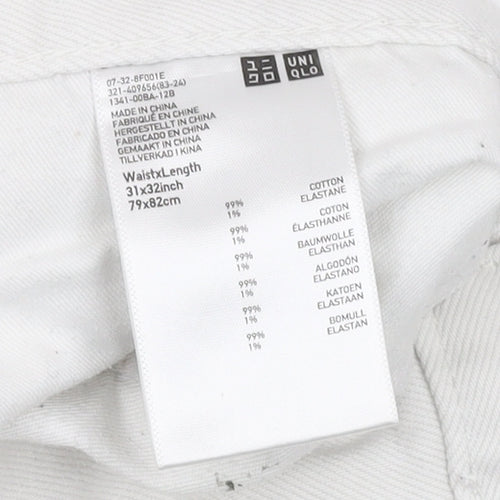 ユニ UNI
クロ QLO
07-32-8F001E
321-409656(83-24)
1341-00BA-12B
MADE IN CHINA
FABRIQUÉ EN CHINE
HERGESTELLT IN CHINA
FABRICADO EN CHINA
GEMAAKT IN CHINA
TILLVERKAD I KINA
WaistxLength
31x32inch
79x82cm
99% COTTON
1% ELASTANE
99% COTON
1% ÉLASTHANNE
99% BAUMWOLLE
1% ELASTHAN
99% ALGODÓN
1% ELASTANO
99% KATOEN
1% ELASTAAN
99% BOMULL
1% ELASTAN